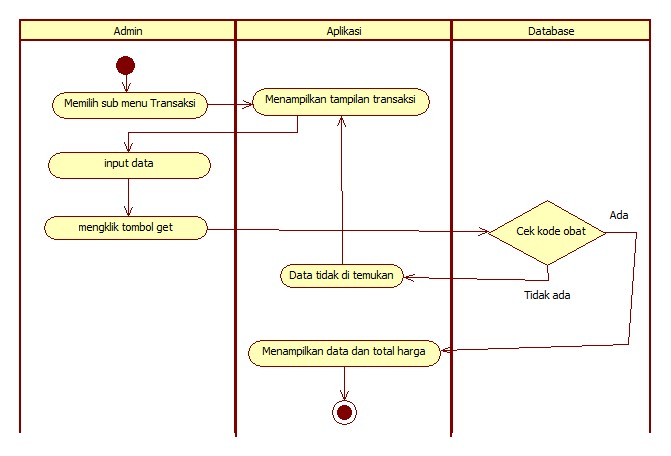 Admin
Aplikasi
Database
Memilih sub menu Transaksi
Menampilkan tampilan transaksi
input data
mengklik tombol get
Cek kode obat
Ada
Data tidak di temukan
Tidak ada
Menampilkan data dan total harga